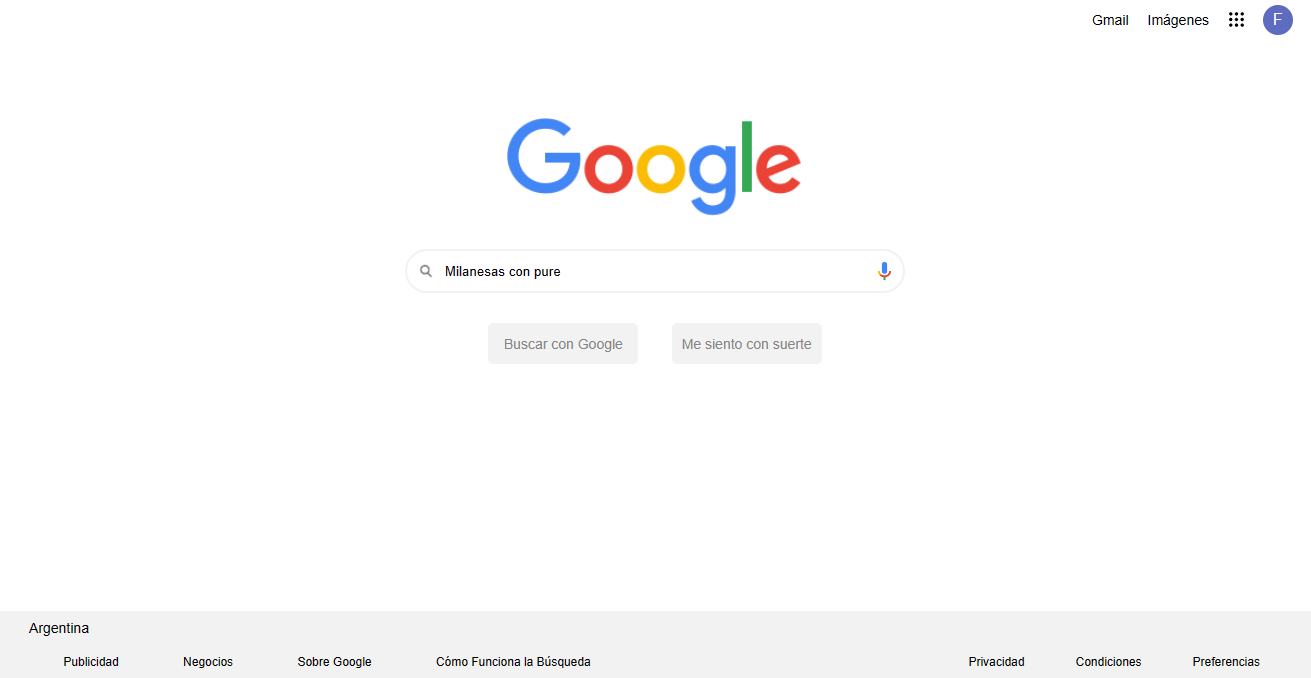 Gmail Imágenes F
Google
Milanesas con pure
Buscar con Google Me siento con suerte
Argentina
Publicidad Negocios Sobre Google Cómo Funciona la Búsqueda Privacidad Condiciones Preferencias